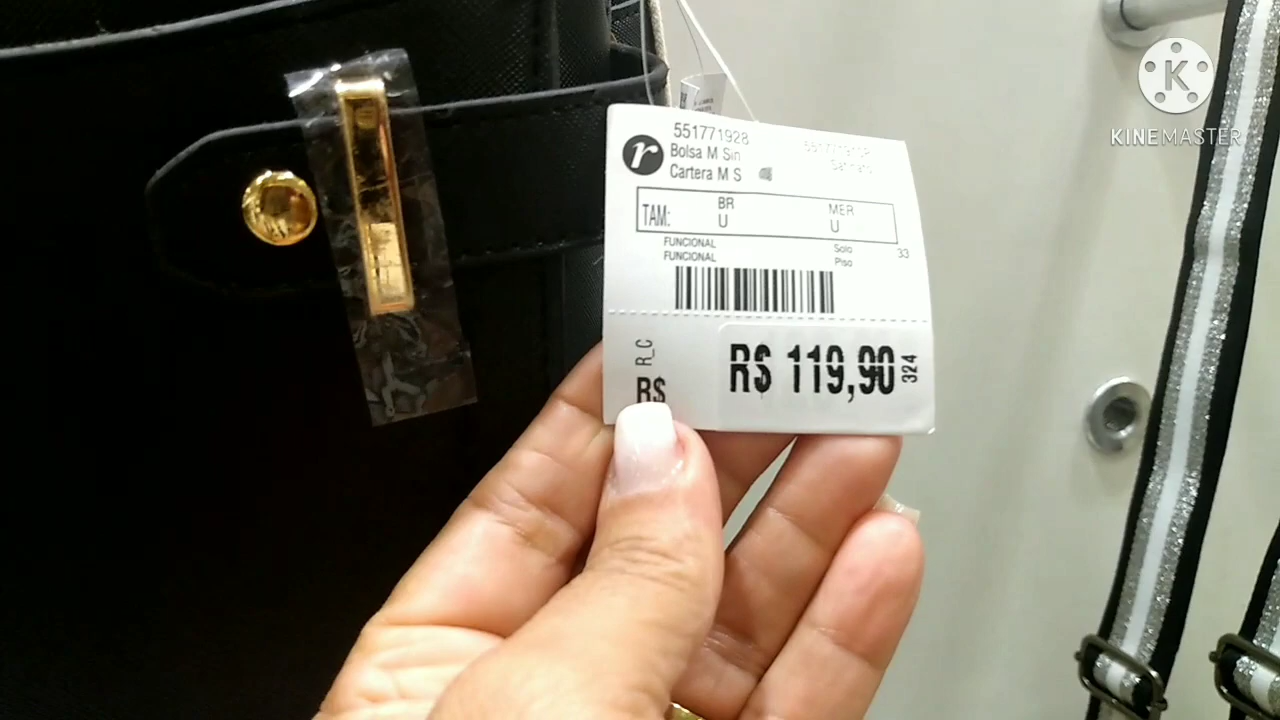 551771928
r
Bolsa M Sin
Cartera M S
TAM:
BR
U
MER
U
FUNCIONAL
FUNCIONAL
Solo
Piso
33
R_C
R$
R$ 119,90
324
K
KINEMASTER